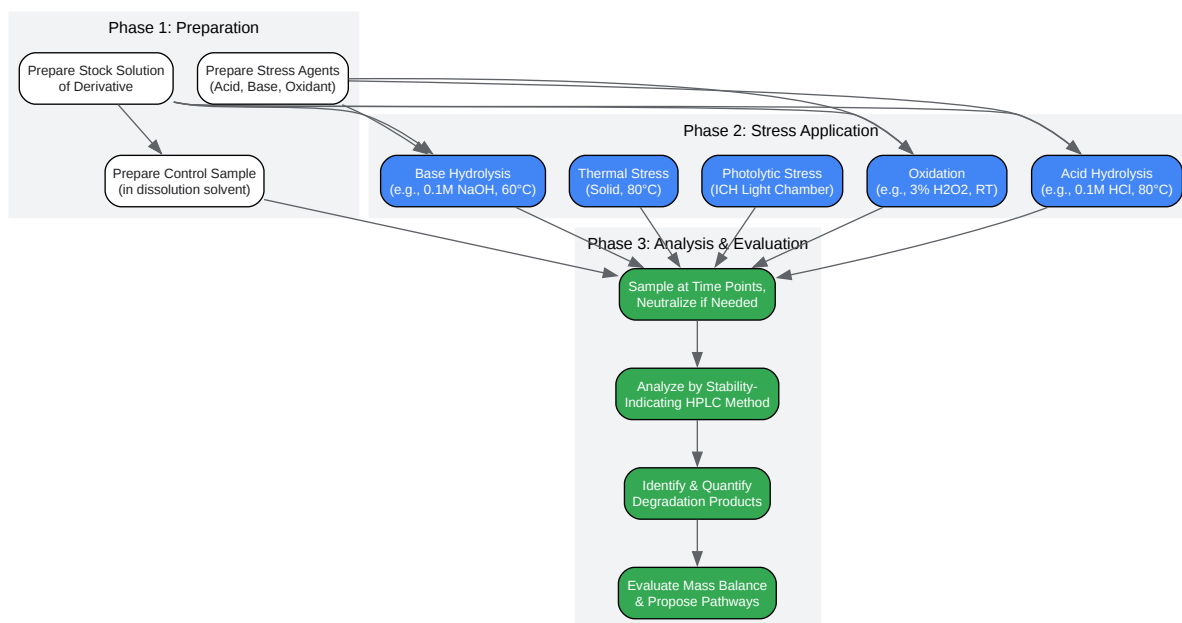 Phase 1: Preparation
Prepare Stock Solution
of Derivative
Prepare Stress Agents
(Acid, Base, Oxidant)
Prepare Control Sample
(in dissolution solvent)
Phase 2: Stress Application
Base Hydrolysis
(e.g., 0.1M NaOH, 60°C)
Thermal Stress
(Solid, 80°C)
Photolytic Stress
(ICH Light Chamber)
Oxidation
(e.g., 3% H2O2, RT)
Acid Hydrolysis
(e.g., 0.1M HCl, 80°C)
Phase 3: Analysis & Evaluation
Sample at Time Points,
Neutralize if Needed
Analyze by Stability-
Indicating HPLC Method
Identify & Quantify
Degradation Products
Evaluate Mass Balance
& Propose Pathways